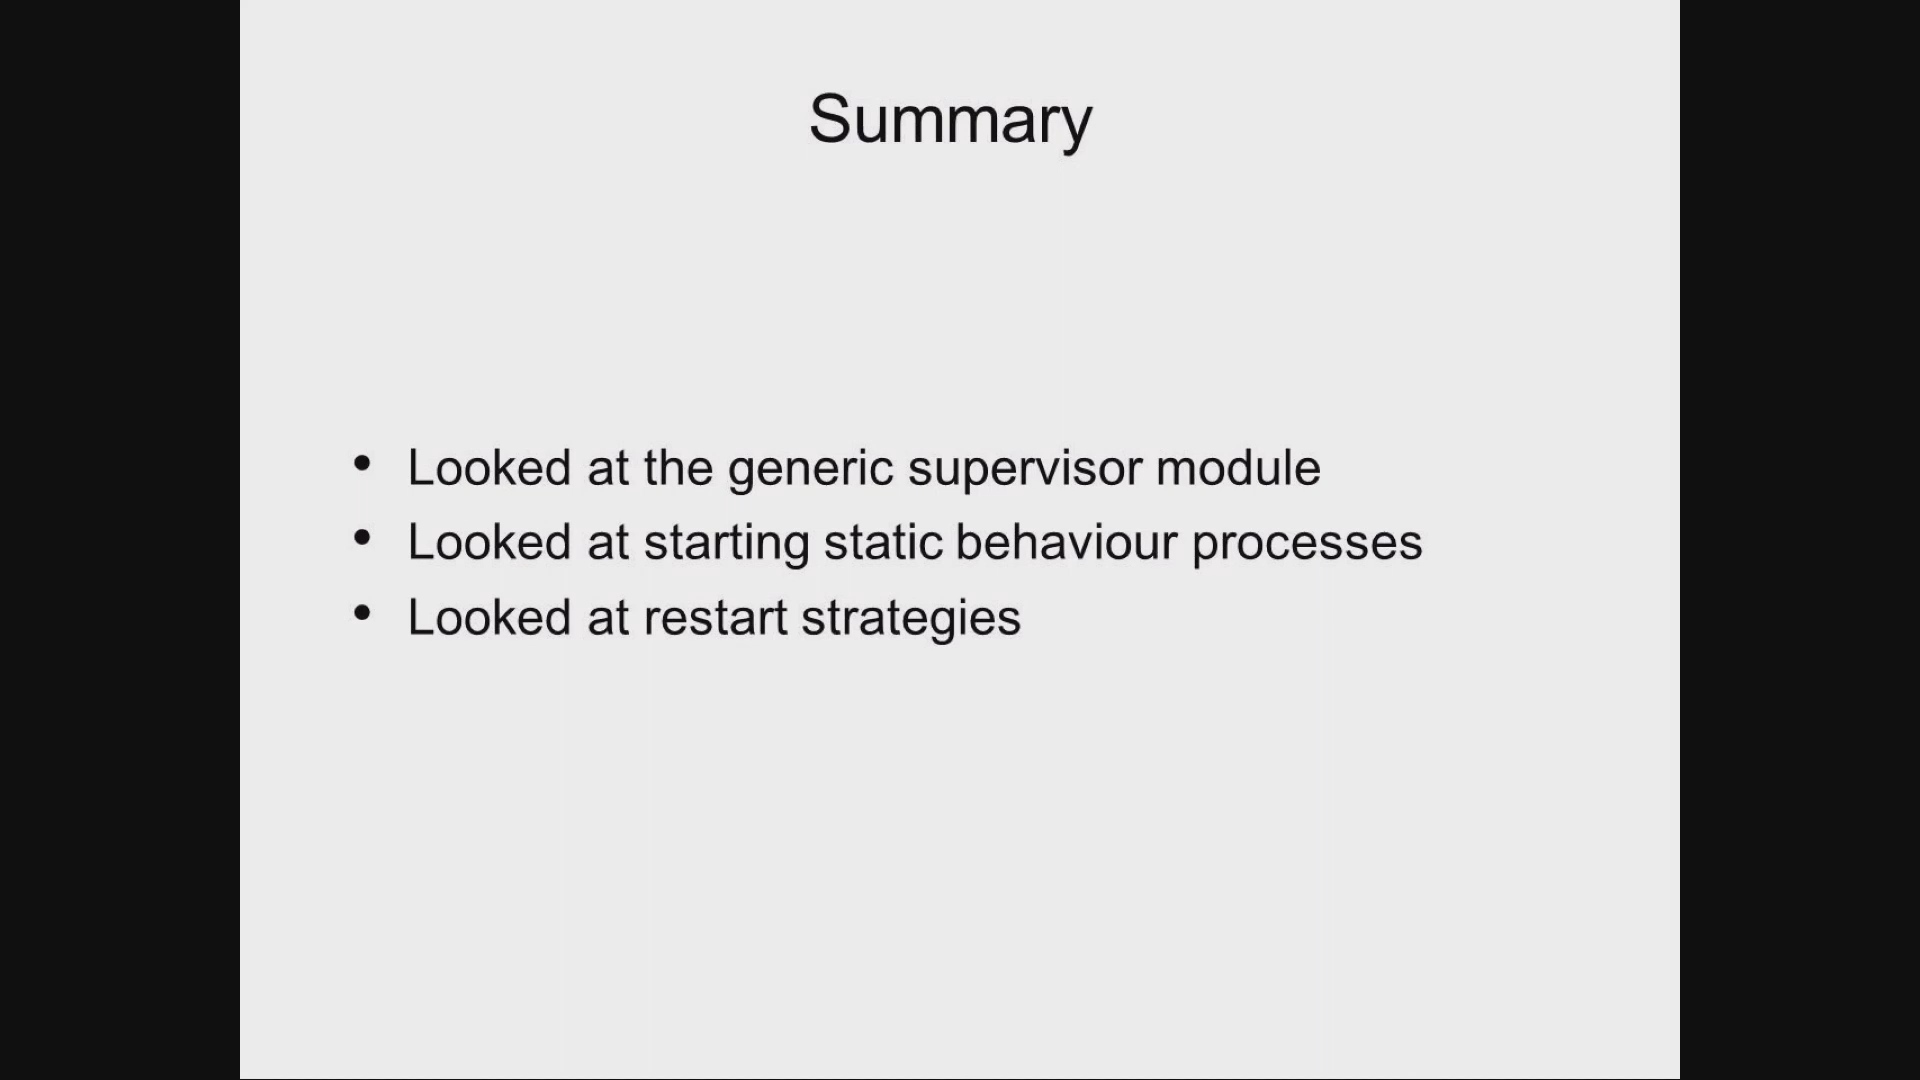 Summary
• Looked at the generic supervisor module
• Looked at starting static behaviour processes
• Looked at restart strategies